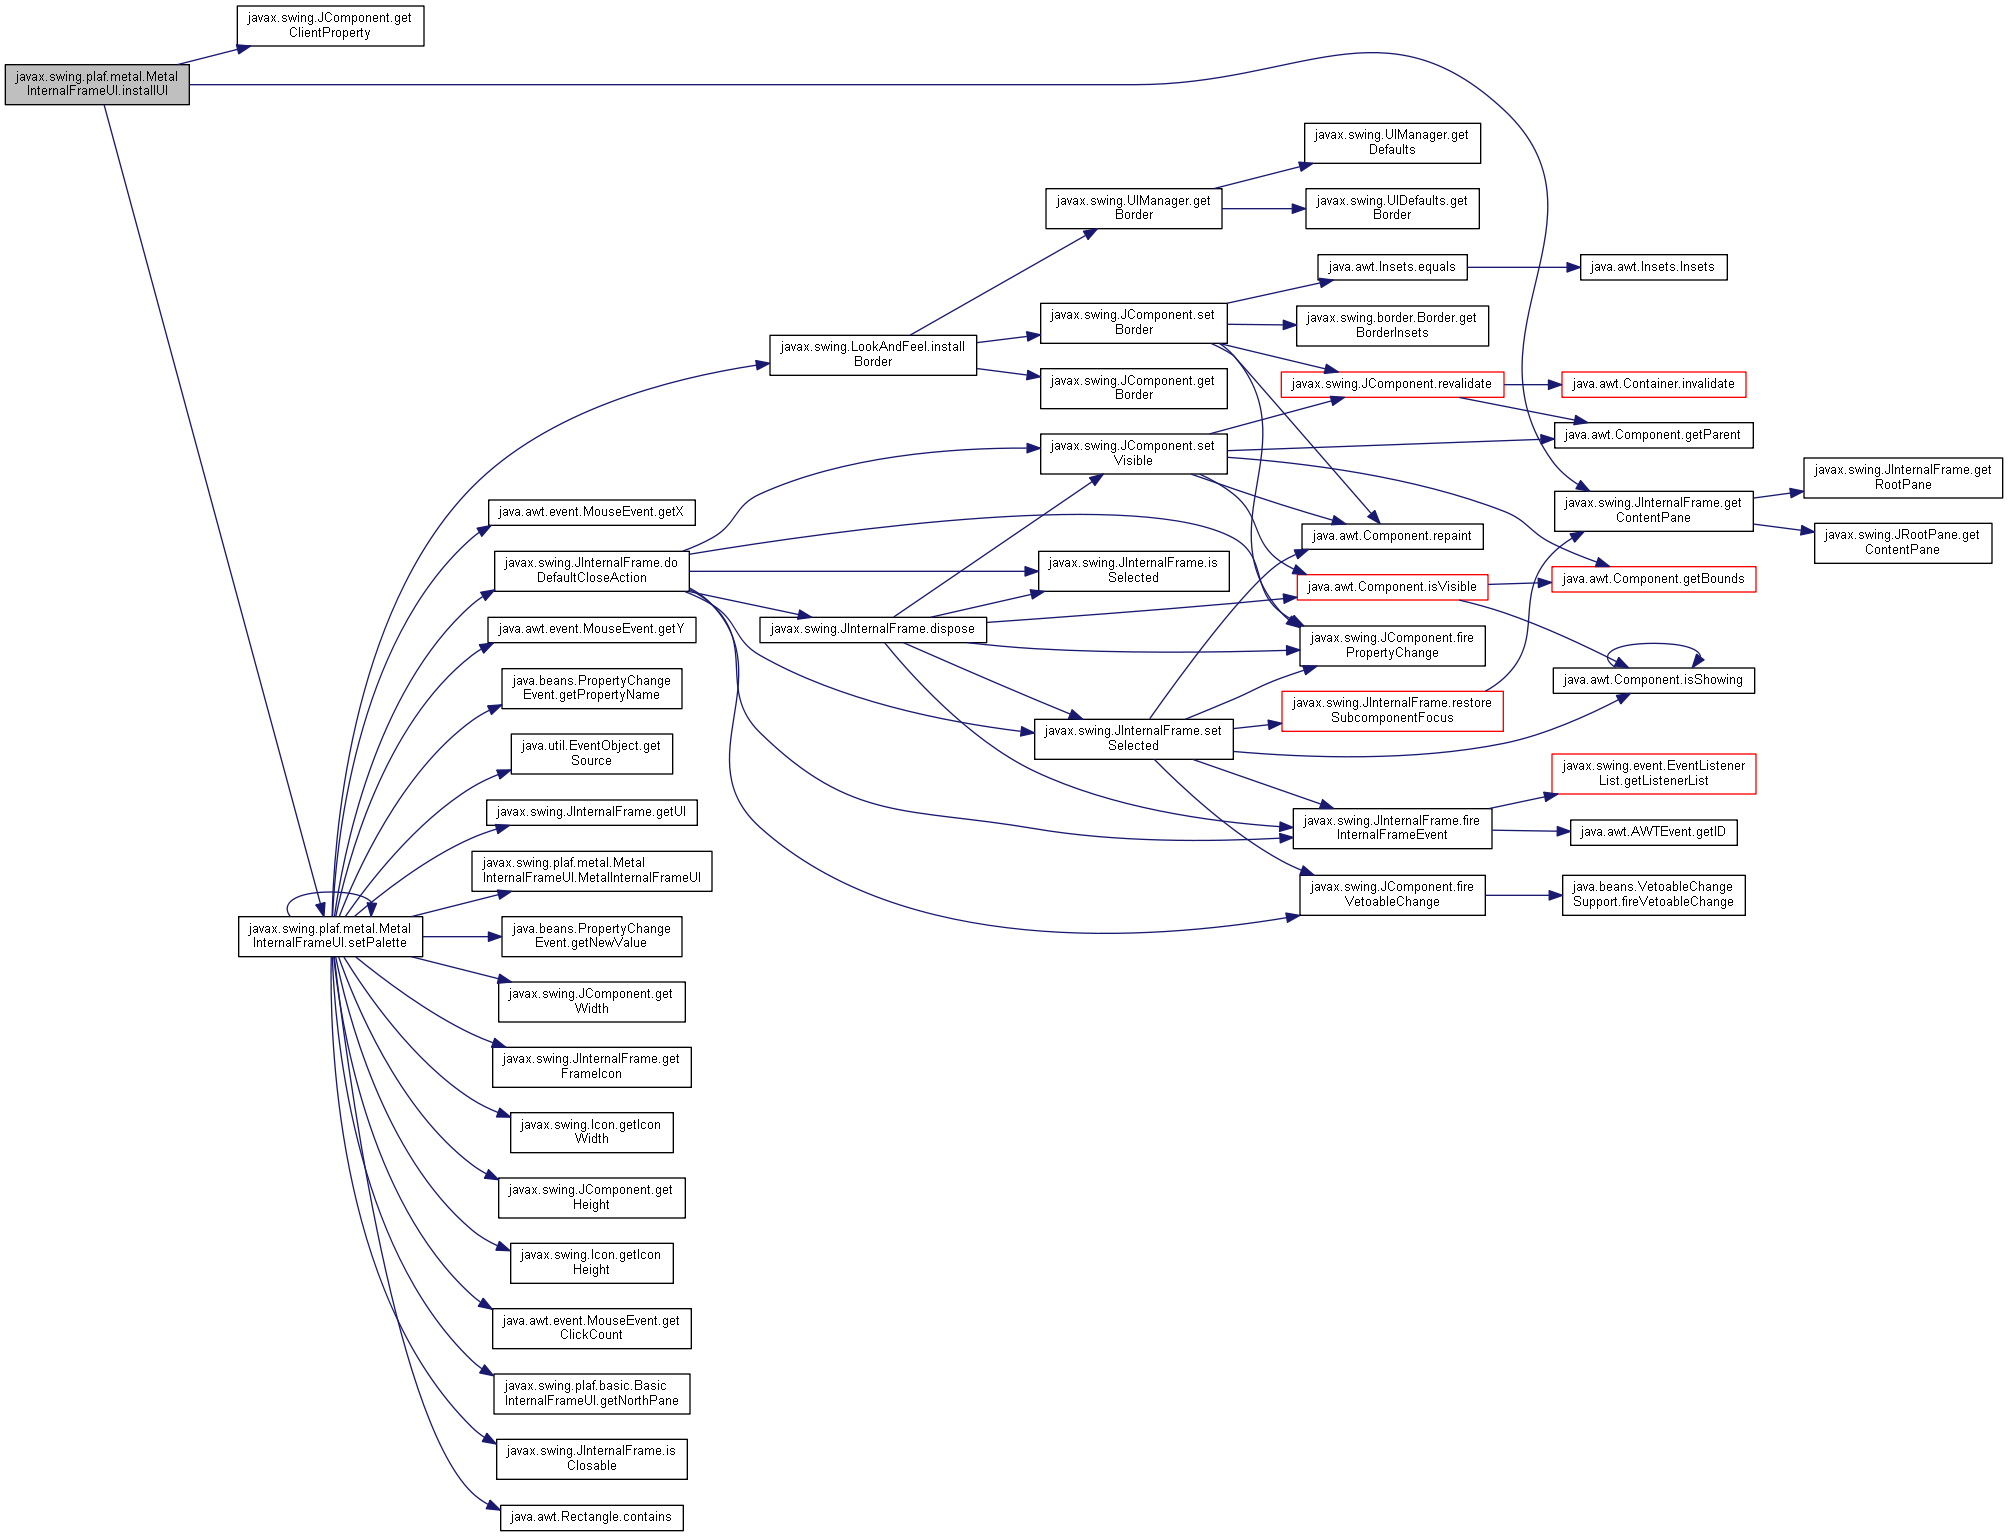 javax.swing.JComponent.get
ClientProperty
javax.swing.plaf.metal.Metal
InternalFrameUI.installUI
javax.swing.UIManager.get
Defaults
javax.swing.UIManager.get
Border
javax.swing.UIDefaults.get
Border
java.awt.Insets.equals
java.awt.Insets.Insets
javax.swing.JComponent.set
Border
javax.swing.border.Border.get
BorderInsets
javax.swing.LookAndFeel.install
Border
javax.swing.JComponent.get
Border
javax.swing.JComponent.revalidate
java.awt.Container.invalidate
java.awt.Component.getParent
javax.swing.JComponent.set
Visible
javax.swing.JInternalFrame.get
RootPane
javax.swing.JInternalFrame.get
ContentPane
javax.swing.JRootPane.get
ContentPane
java.awt.event.MouseEvent.getX
java.awt.Component.repaint
javax.swing.JInternalFrame.do
DefaultCloseAction
javax.swing.JInternalFrame.is
Selected
java.awt.Component.isVisible
java.awt.Component.getBounds
java.awt.event.MouseEvent.getY
javax.swing.JInternalFrame.dispose
javax.swing.JComponent.fire
PropertyChange
java.awt.Component.isShowing
java.beans.PropertyChange
Event.getPropertyName
javax.swing.JInternalFrame.restore
SubcomponentFocus
javax.swing.JInternalFrame.set
Selected
java.util.EventObject.get
Source
javax.swing.event.EventListener
List.getListenerList
javax.swing.JInternalFrame.getUI
javax.swing.JInternalFrame.fire
InternalFrameEvent
java.awt.AWTEvent.getID
javax.swing.plaf.metal.Metal
InternalFrameUI.MetalInternalFrameUI
javax.swing.JComponent.fire
VetoableChange
java.beans.VetoableChange
Support.fireVetoableChange
javax.swing.plaf.metal.Metal
InternalFrameUI.setPalette
java.beans.PropertyChange
Event.getNewValue
javax.swing.JComponent.get
Width
javax.swing.JInternalFrame.get
FrameIcon
javax.swing.Icon.getIcon
Width
javax.swing.JComponent.get
Height
javax.swing.Icon.getIcon
Height
java.awt.event.MouseEvent.get
ClickCount
javax.swing.plaf.basic.Basic
InternalFrameUI.getNorthPane
javax.swing.JInternalFrame.is
Closable
java.awt.Rectangle.contains